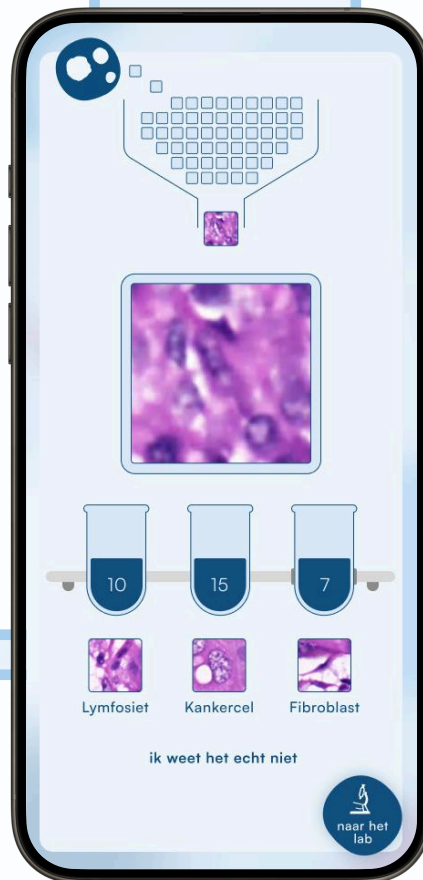 10
15
7
Lymfosiet
Kankercel
Fibroblast
ik weet het echt niet
naar het
lab